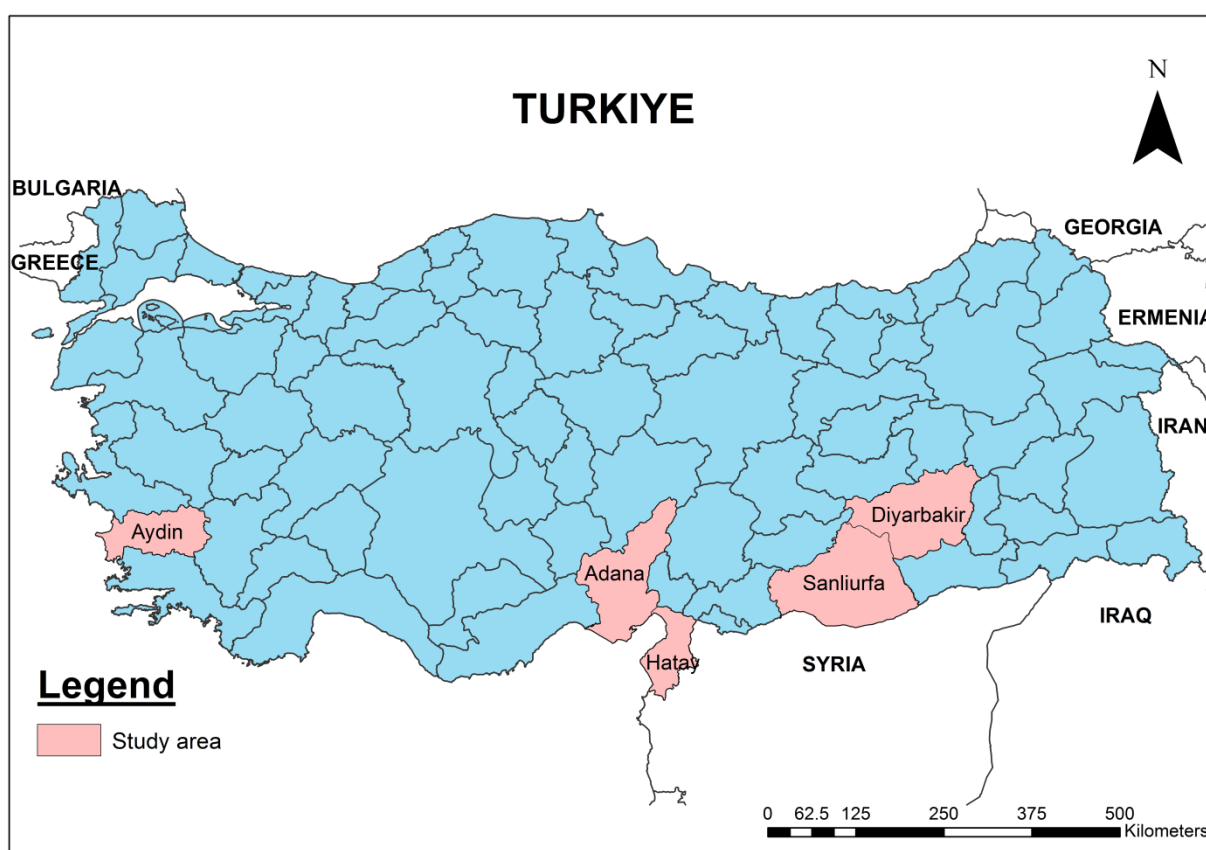 TURKIYE
N
BULGARIA
GREECE
GEORGIA
ERMENIA
IRAN
Aydin
Adana
Diyarbakir
Sanliurfa
Hatay
SYRIA
IRAQ
Legend
Study area
0 62.5 125 250 375 500
Kilometers